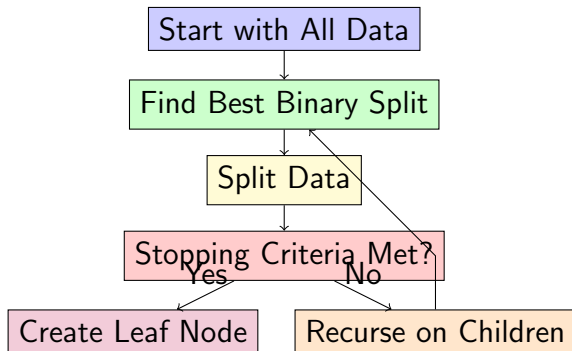 Start with All Data
Find Best Binary Split
Split Data
Stopping Criteria Met?
Yes
No
Create Leaf Node
Recurse on Children